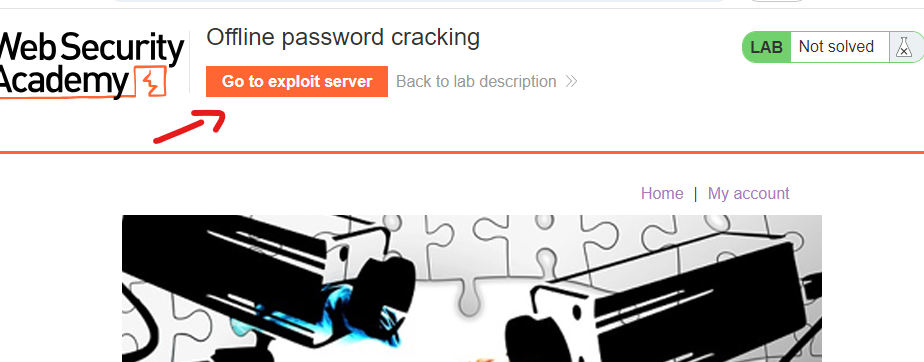 Web Security
Academy
Offline password cracking
Go to exploit server
Back to lab description
LAB
Not solved
Home | My account